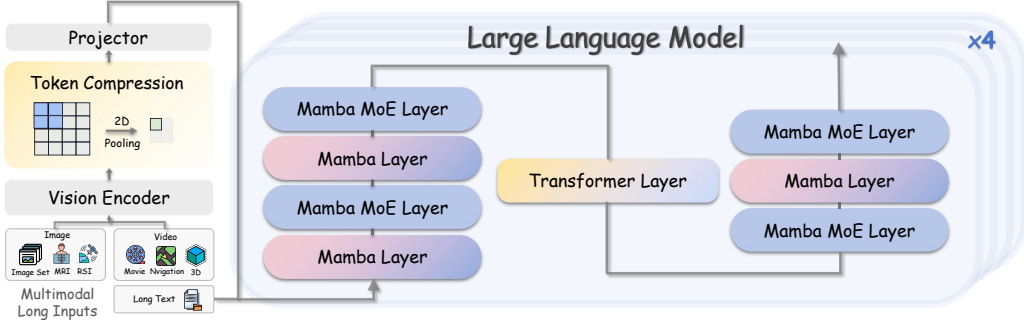 Large Language Model
×4
Projector
Token Compression
2D
Pooling
Vision Encoder
Image
Image Set MRI RSI
Video
Movie Nvigation 3D
Long Text
Multimodal
Long Inputs
Mamba MoE Layer
Mamba Layer
Mamba MoE Layer
Mamba Layer
Transformer Layer
Mamba MoE Layer
Mamba Layer
Mamba MoE Layer